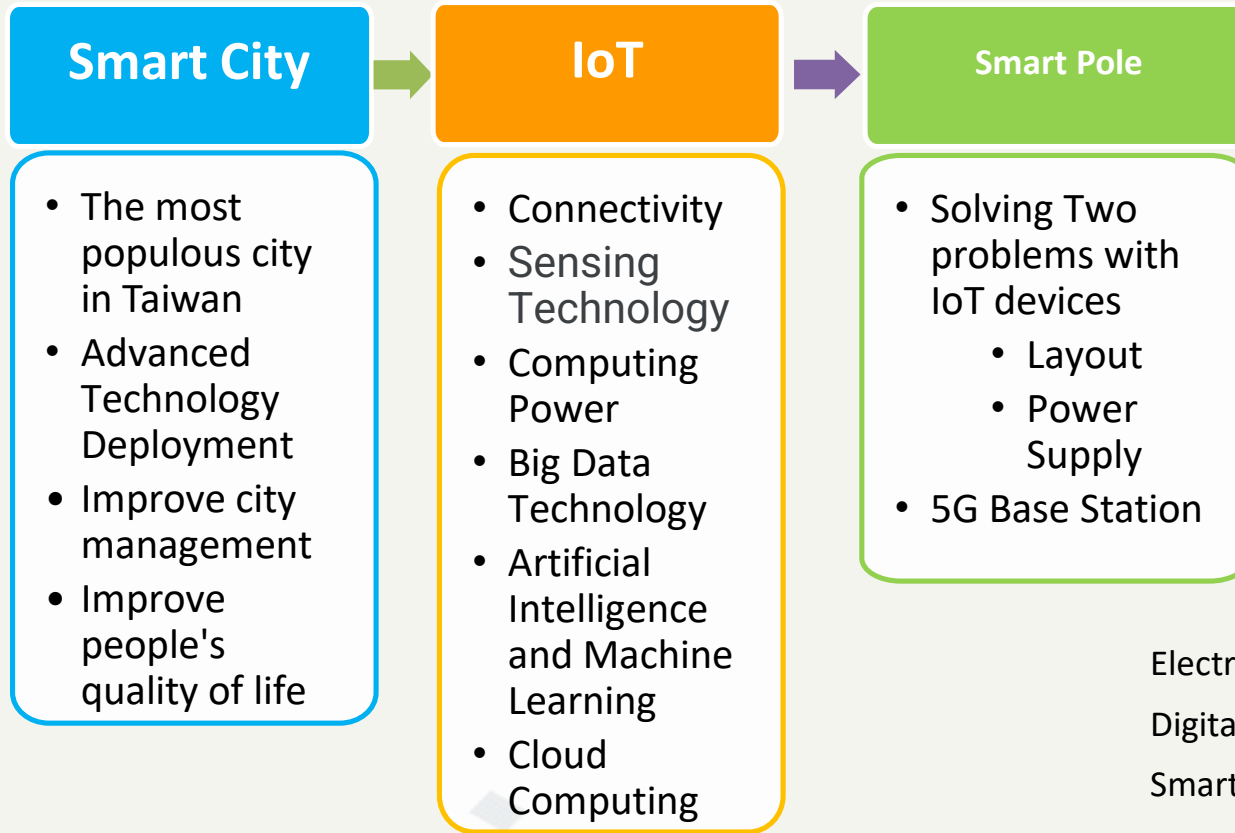 Smart City
IoT
Smart Pole
• The most
populous city
in Taiwan
• Advanced
Technology
Deployment
• Improve city
management
• Improve
people's
quality of life
• Connectivity
• Sensing
Technology
• Computing
Power
• Big Data
Technology
• Artificial
Intelligence
and Machine
Learning
• Cloud
Computing
• Solving Two
problems with
IoT devices
• Layout
• Power
Supply
• 5G Base Station
Smart